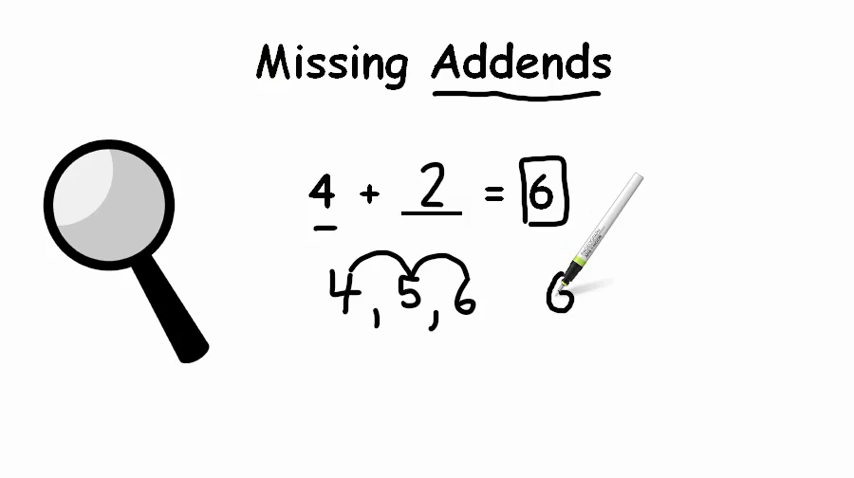 Missing Addends
4 + 2 = 6
4, 5, 6 6